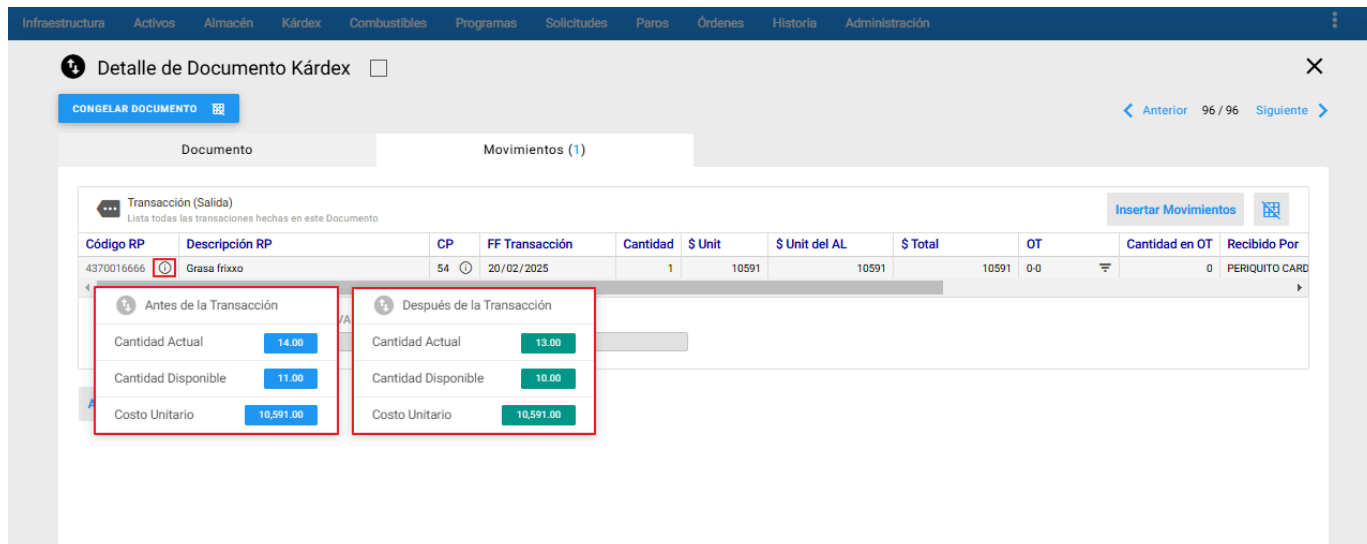 Infraestructura Activos Almacén Kárdex Combustibles Programas Solicitudes Paros Órdenes Historia Administración
Detalle de Documento Kárdex
CONGELAR DOCUMENTO
Anterior 96 / 96 Siguiente
Documento Movimientos (1)
Transacción (Salida)
Lista todas las transaciones hechas en este Documento
Insertar Movimientos
Código RP Descripción RP CP FF Transacción Cantidad $ Unit $ Unit del AL $ Total OT Cantidad en OT Recibido Por
4370016666 Grasa frixxo 54 20/02/2025 1 10591 10591 10591 0-0 0 PERIQUITO CARD
Antes de la Transacción
Cantidad Actual 14.00
Cantidad Disponible 11.00
Costo Unitario 10,591.00
Después de la Transacción
Cantidad Actual 13.00
Cantidad Disponible 10.00
Costo Unitario 10,591.00